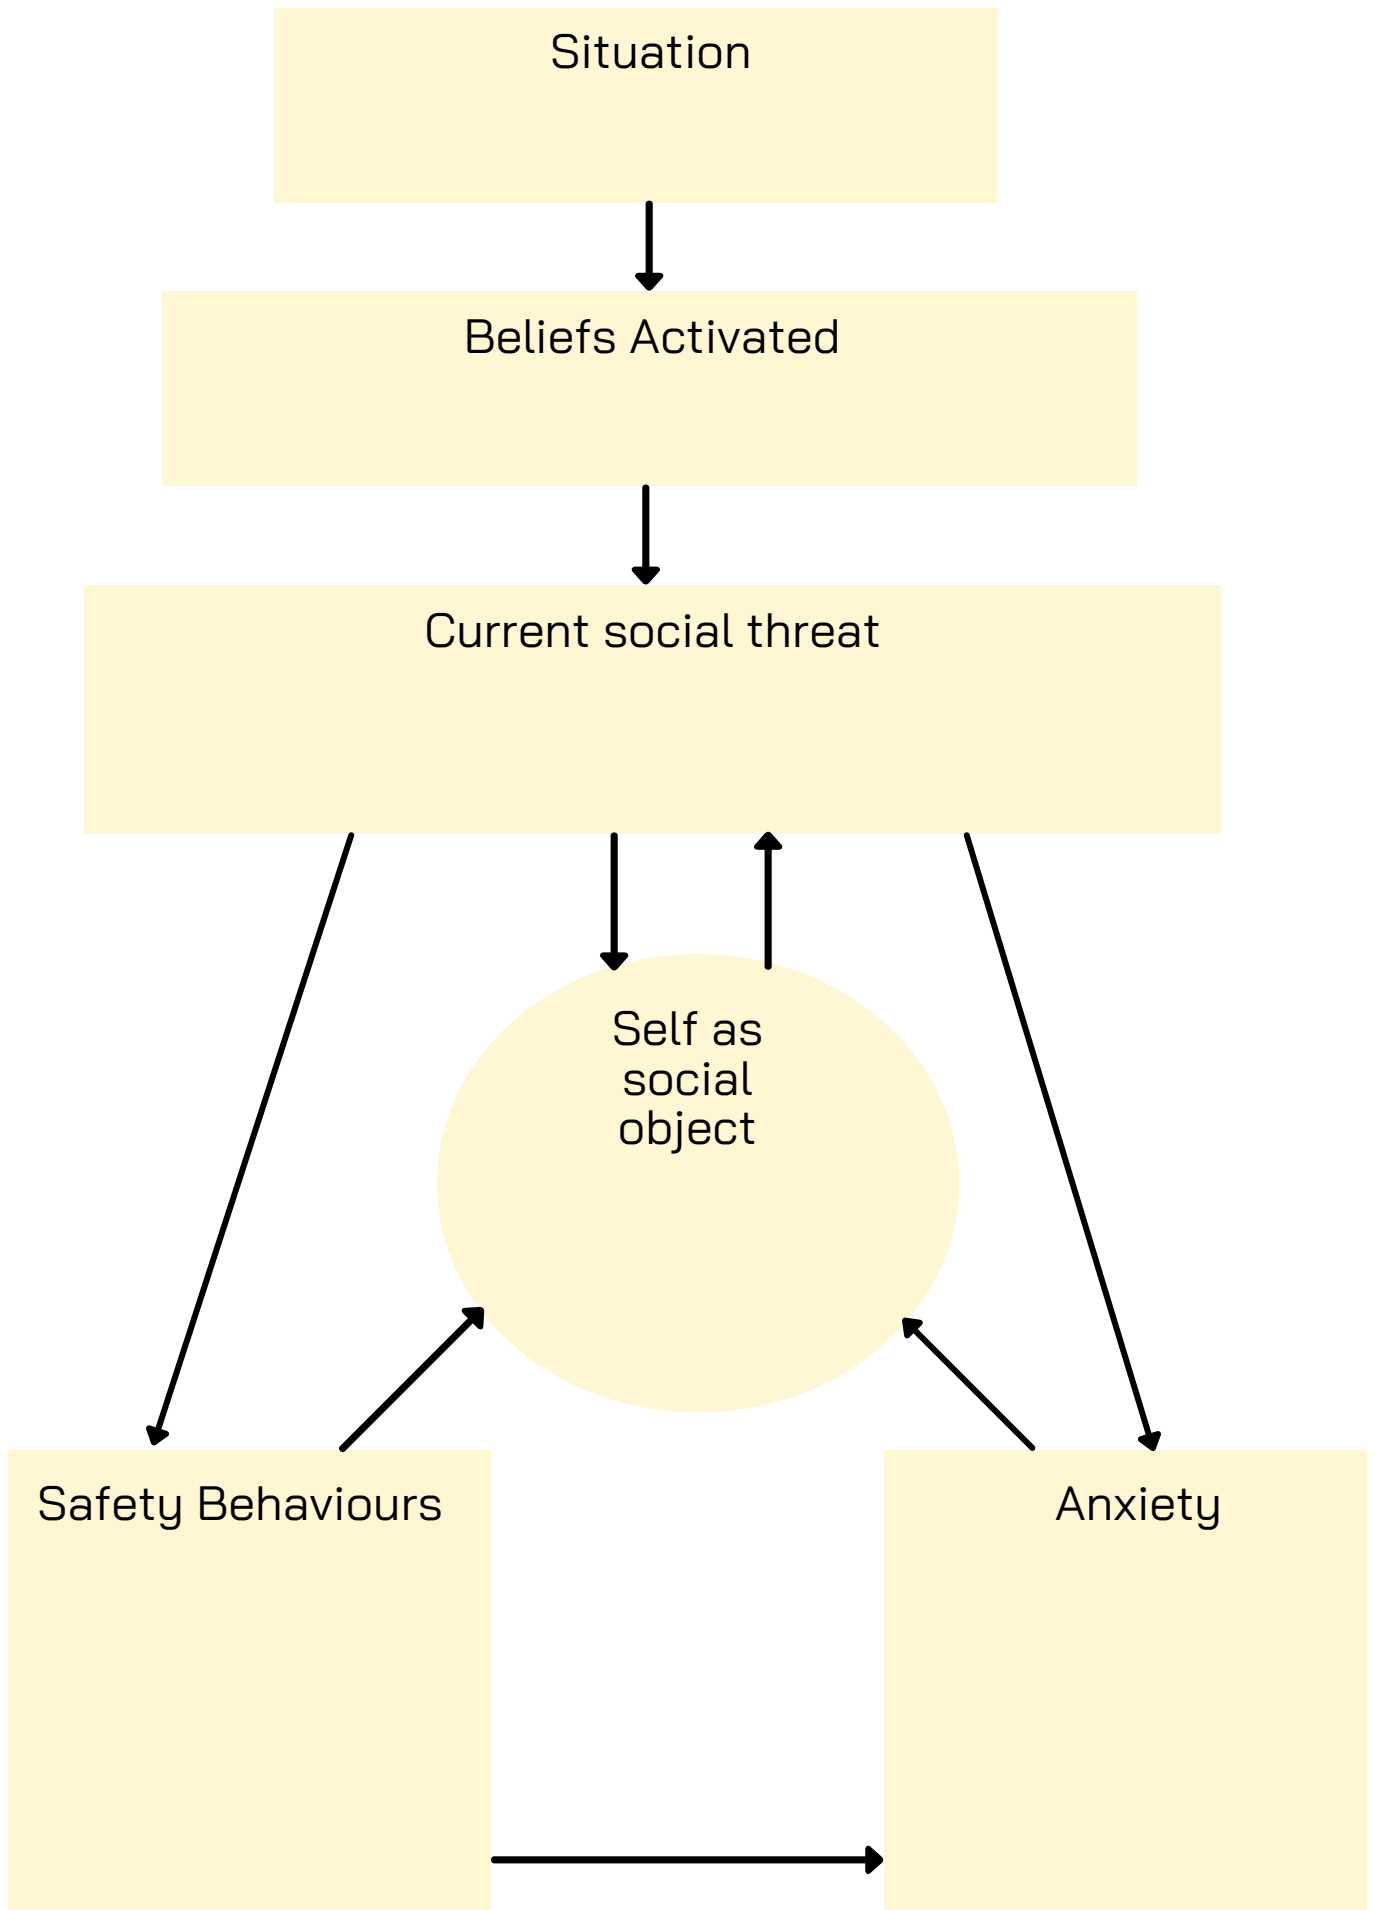 Situation
Beliefs Activated
Current social threat
Self as
social
object
Safety Behaviours
Anxiety